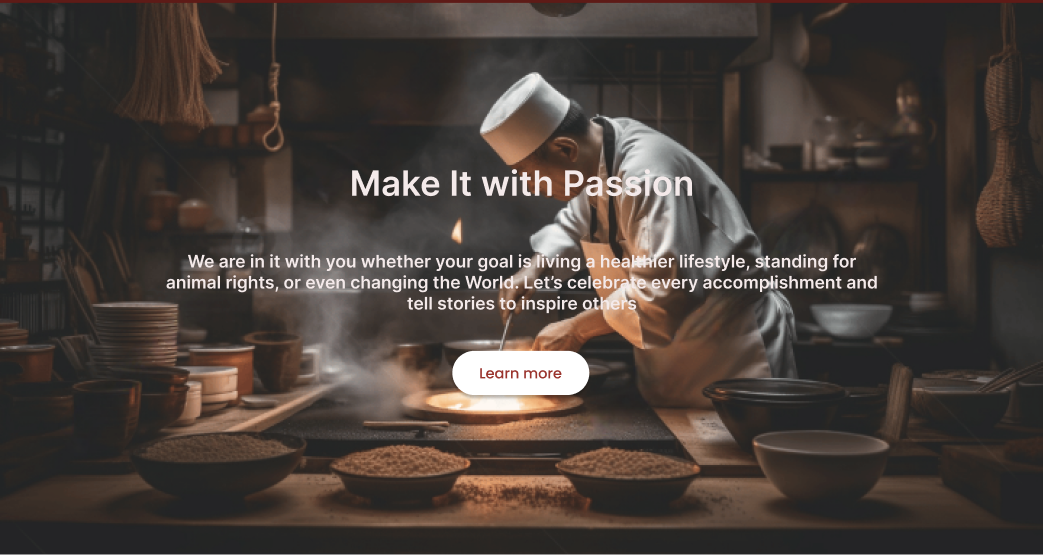 Make It with Passion
We are in it with you whether your goal is living a healthier lifestyle, standing for
animal rights, or even changing the World. Let’s celebrate every accomplishment and
tell stories to inspire others
Learn more